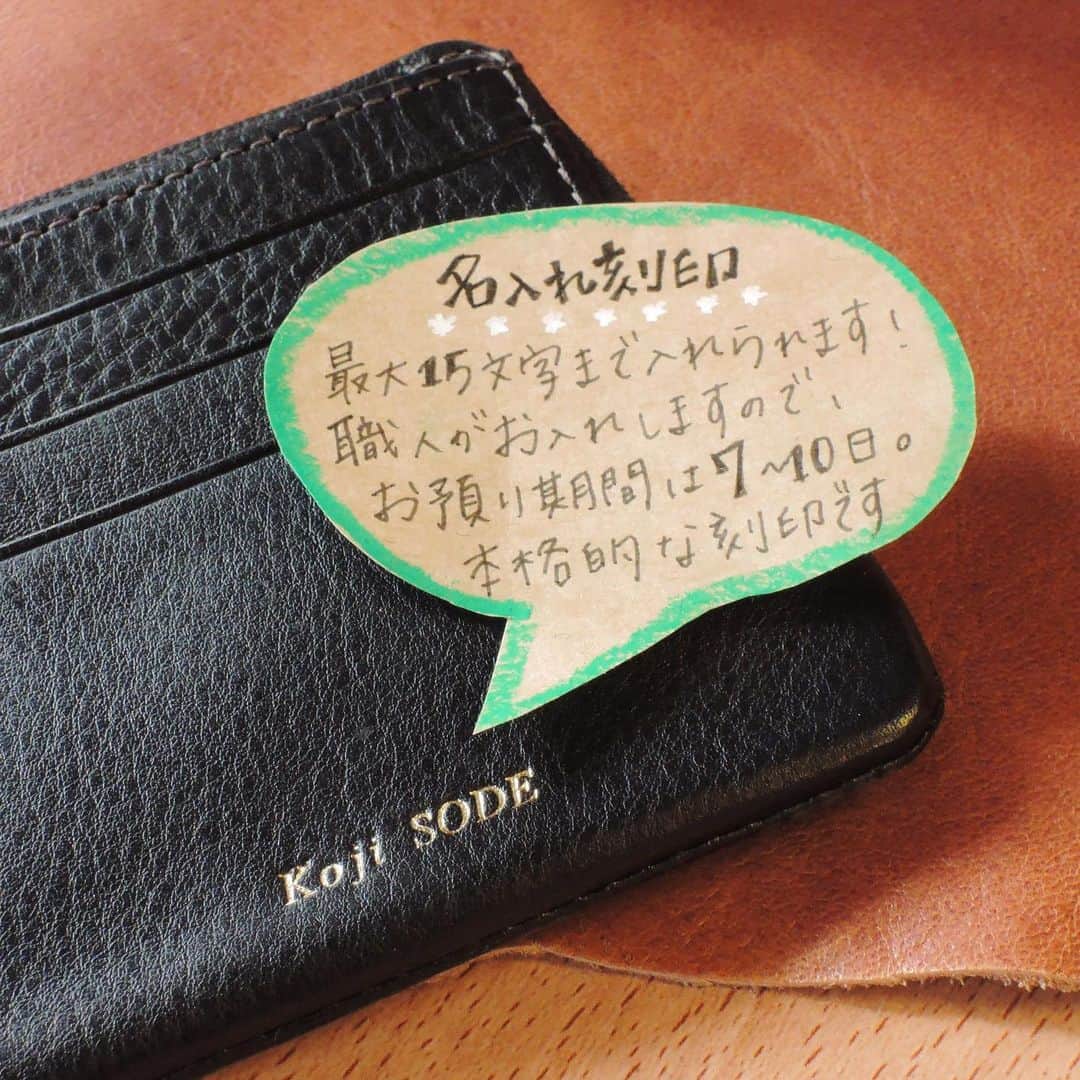 名入れ刻印
最大15文字まで入れられます!
職人がお入れしますので、
お預り期間は7~10日。
本格的な刻印です
Koji SODE